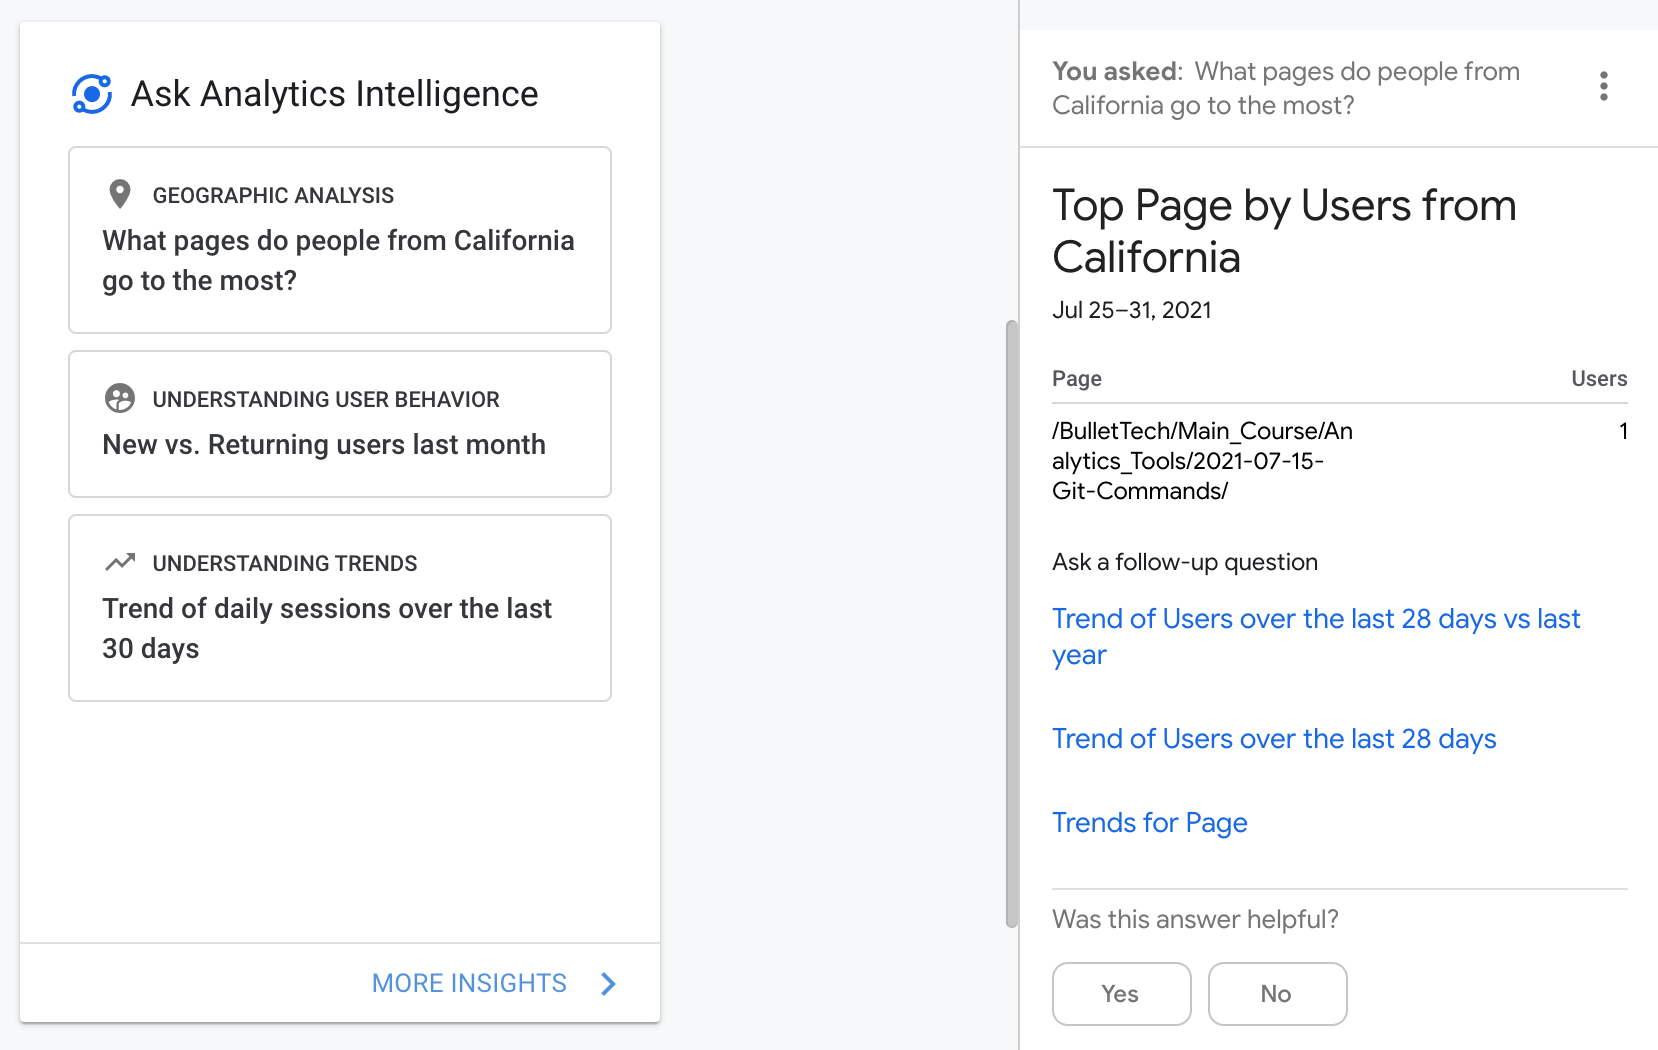 Ask Analytics Intelligence
GEOGRAPHIC ANALYSIS
What pages do people from California
go to the most?
UNDERSTANDING USER BEHAVIOR
New vs. Returning users last month
UNDERSTANDING TRENDS
Trend of daily sessions over the last
30 days
MORE INSIGHTS
You asked: What pages do people from
California go to the most?
Top Page by Users from
California
Jul 25–31, 2021
Page Users
/BulletTech/Main_Course/An 1
alytics_Tools/2021-07-15-
Git-Commands/
Ask a follow-up question
Trend of Users over the last 28 days vs last
year
Trend of Users over the last 28 days
Trends for Page
Was this answer helpful?
Yes No